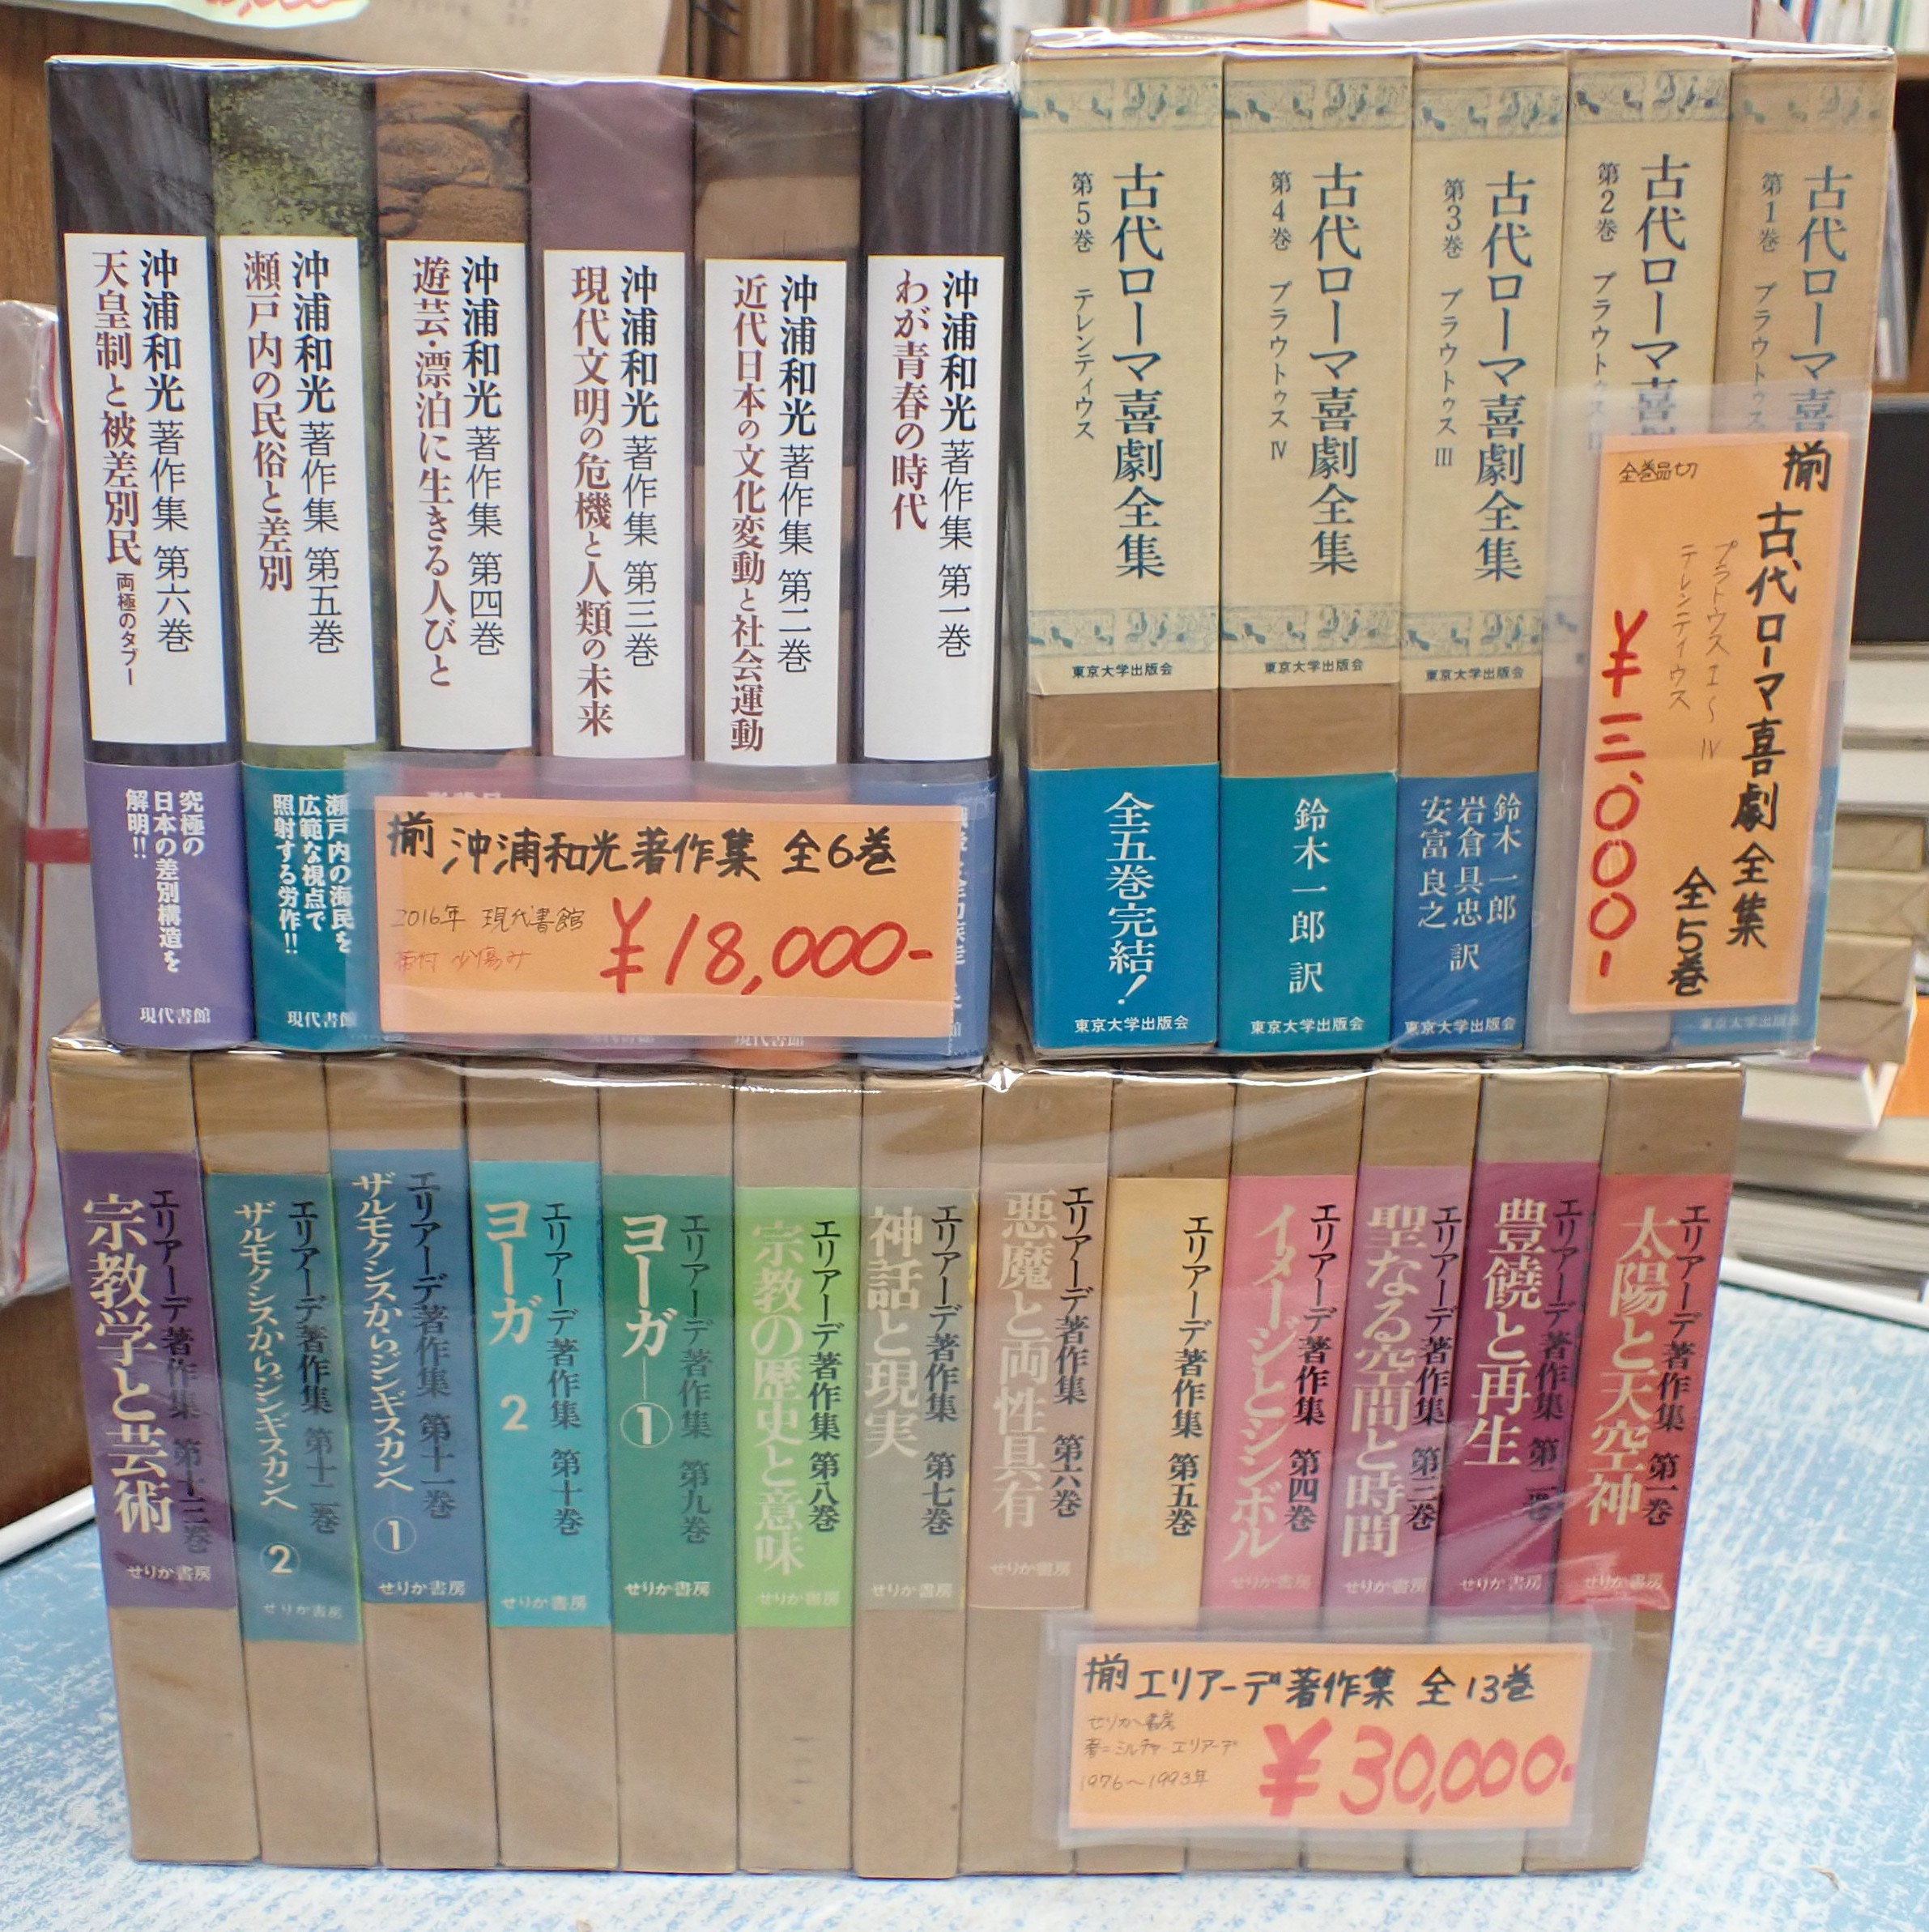 沖浦和光 著作集 第六巻
天皇制と被差別民 両極のタブー
究極の
日本の差別構造を
解明!!
現代書館
沖浦和光 著作集 第五巻
瀬戸内の民俗と差別
瀬戸内の海民を
広範な視点で
照射する労作!!
現代書館
沖浦和光 著作集 第四巻
遊芸・漂泊に生きる人びと
沖浦和光 著作集 第三巻
現代文明の危機と人類の未来
現代書館
沖浦和光 著作集 第二巻
近代日本の文化変動と社会運動
現代書館
沖浦和光 著作集 第一巻
わが青春の時代
揃 沖浦和光著作集 全6巻
2016年 現代書館
帯付 少傷み
¥18,000-
古代ローマ喜劇全集
第5巻 テレンティウス
東京大学出版会
全五巻完結!
東京大学出版会
古代ローマ喜劇全集
第4巻 プラウトゥス IV
東京大学出版会
鈴木一郎 訳
東京大学出版会
古代ローマ喜劇全集
第3巻 プラウトゥス III
東京大学出版会
鈴木一郎
岩倉具忠 訳
安富良之
東京大学出版会
古代ローマ喜劇
第2巻 プラウトゥス
古代ローマ喜
第1巻 プラウトゥス
東京大学出版会
揃 古代ローマ喜劇全集 全5巻
プラトウス I〜IV
テレンティウス
全巻品切
¥三,000-
エリアーデ著作集 第十三巻
宗教学と芸術
せりか書房
エリアーデ著作集 第十二巻
ザルモクシスからジンギスカンへ ②
せりか書房
エリアーデ著作集 第十一巻
ザルモクシスからジンギスカンへ ①
せりか書房
エリアーデ著作集 第十巻
ヨーガ 2
せりか書房
エリアーデ著作集 第九巻
ヨーガ―①
せりか書房
エリアーデ著作集 第八巻
宗教の歴史と意味
せりか書房
エリアーデ著作集 第七巻
神話と現実
せりか書房
エリアーデ著作集 第六巻
悪魔と両性具有
せりか書房
エリアーデ著作集 第五巻
エリアーデ著作集 第四巻
イメージとシンボル
せりか書房
エリアーデ著作集 第三巻
聖なる空間と時間
せりか書房
エリアーデ著作集 第二巻
豊饒と再生
せりか書房
エリアーデ著作集 第一巻
太陽と天空神
せりか書房
揃 エリアーデ著作集 全13巻
せりか書房
著=ミルチャ・エリアーデ
1976〜1993年
¥30,000-